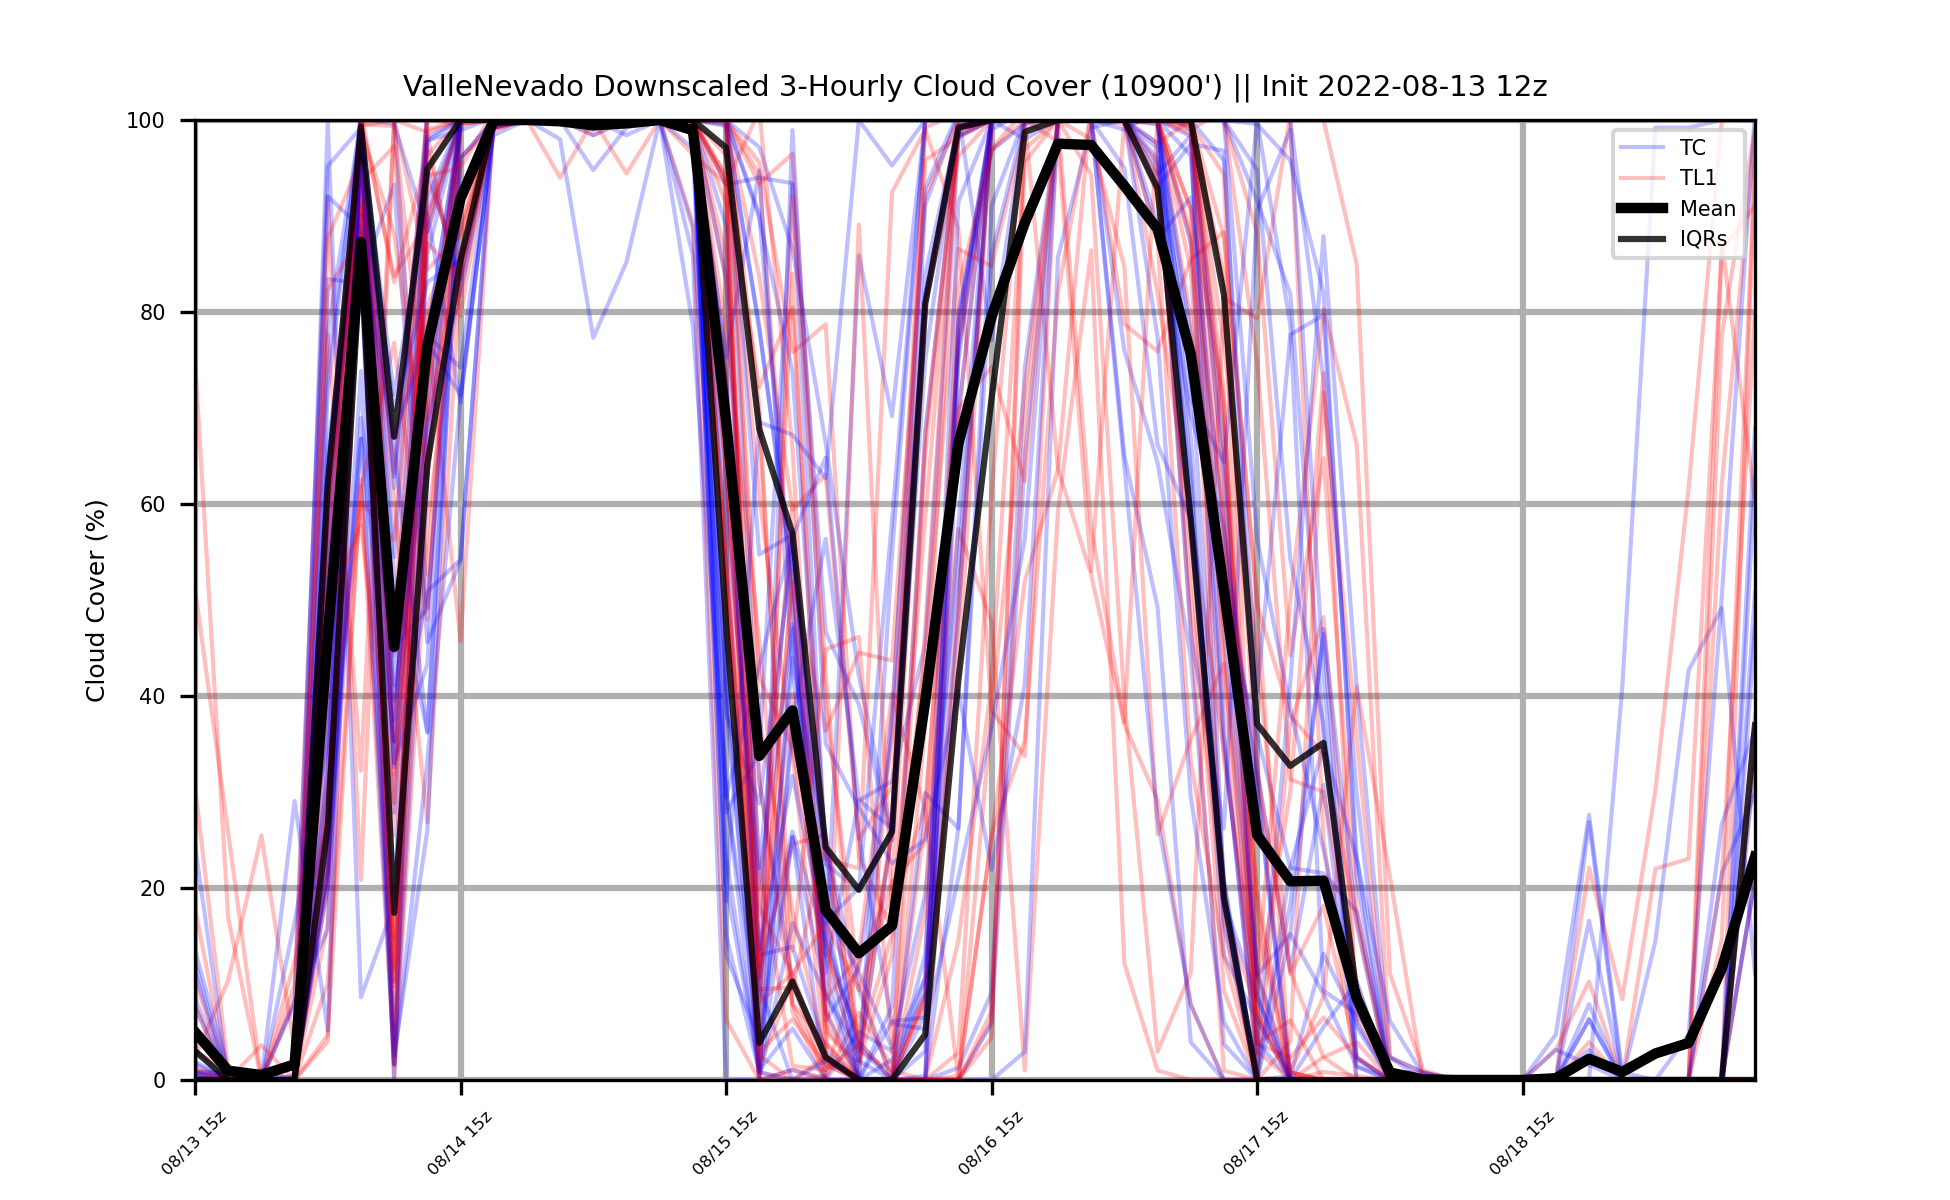 ValleNevado Downscaled 3-Hourly Cloud Cover (10900') || Init 2022-08-13 12z
100
80
60
40
20
0
Cloud Cover (%)
TC
TL1
Mean
IQRs
08/13 15z
08/14 15z
08/15 15z
08/16 15z
08/17 15z
08/18 15z